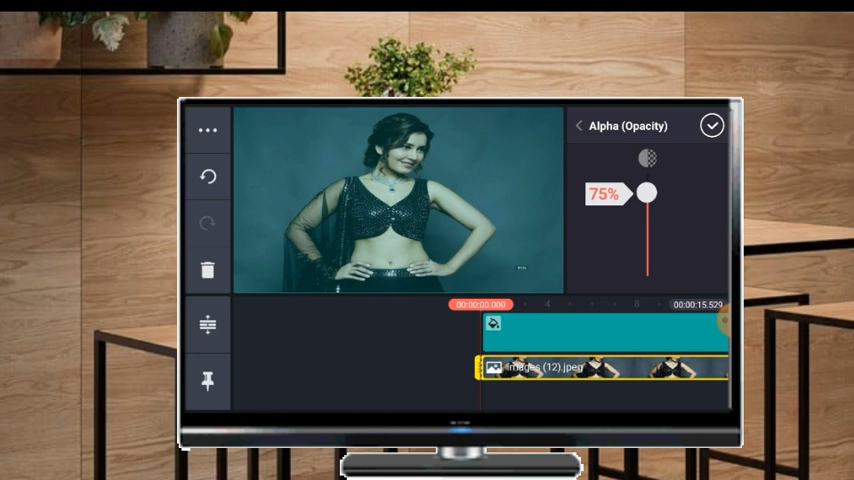 Alpha (Opacity)
75%
00:00:00.000
4
8
00:00:15.529
images (12).jpeg